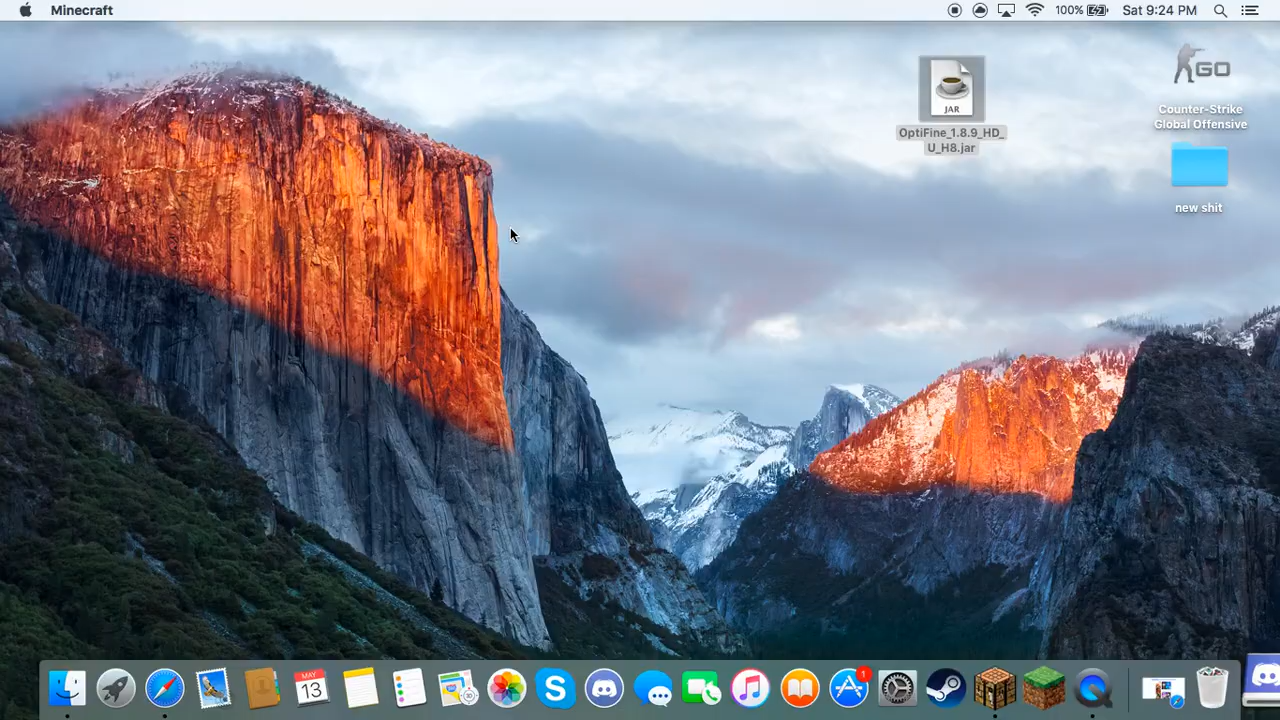 Minecraft
100%
Sat 9:24 PM
JAR
OptiFine_1.8.9_HD_
U_H8.jar
GO
Counter-Strike
Global Offensive
new shit
MAY
13
30
S
1